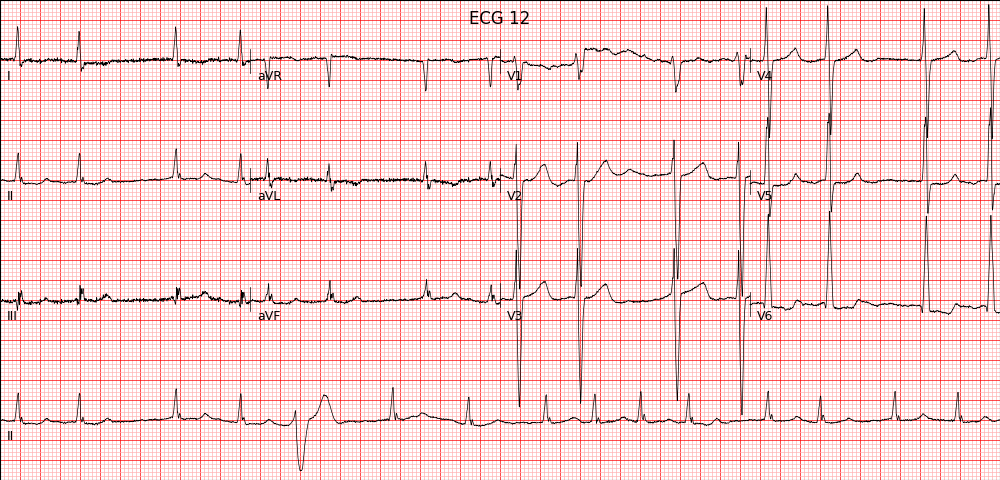 ECG 12
I aVR V1 V4
II aVL V2 V5
III aVF V3 V6
II